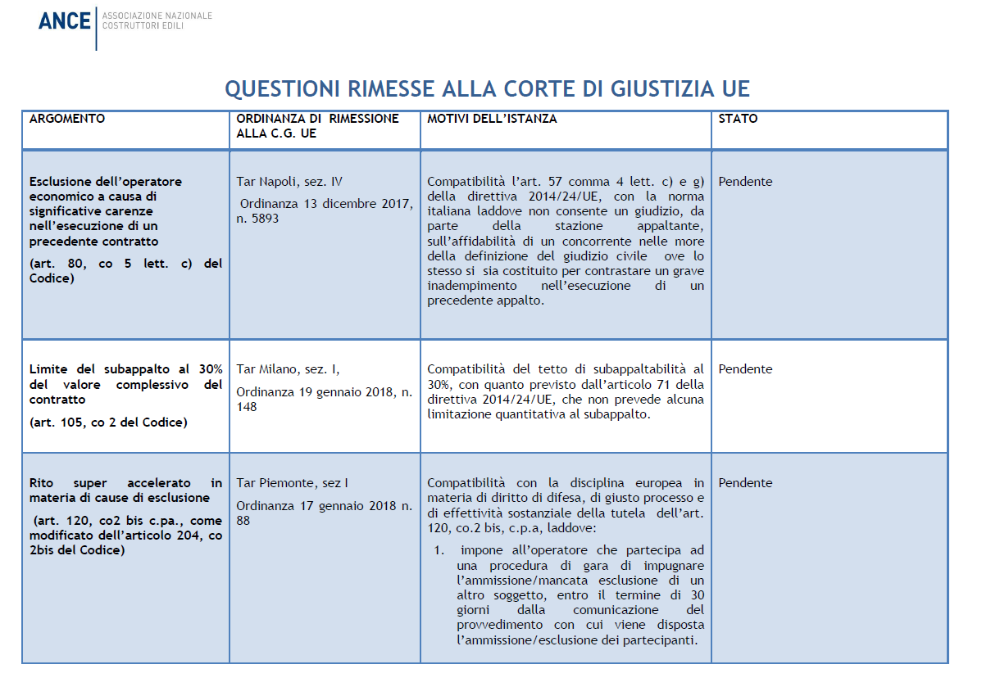 ANCE
ASSOCIAZIONE NAZIONALE
COSTRUTTORI EDILI
QUESTIONI RIMESSE ALLA CORTE DI GIUSTIZIA UE
ARGOMENTO
ORDINANZA DI RIMESSIONE
ALLA C.G. UE
MOTIVI DELL'ISTANZA
STATO
Esclusione dell'operatore
economico a causa di
significative carenze
nell'esecuzione di un
precedente contratto
(art. 80, co 5 lett. c) del
Codice)
Tar Napoli, sez. IV
Ordinanza 13 dicembre 2017,
n. 5893
Compatibilità l'art. 57 comma 4 lett. c) e g)
della direttiva 2014/24/UE, con la norma
italiana laddove non consente un giudizio, da
parte della stazione appaltante,
sull'affidabilità di un concorrente nelle more
della definizione del giudizio civile ove lo
stesso si sia costituito per contrastare un grave
inadempimento nell'esecuzione di un
precedente appalto.
Pendente
Limite del subappalto al 30%
del valore complessivo del
contratto
(art. 105, co 2 del Codice)
Tar Milano, sez. I,
Ordinanza 19 gennaio 2018, n.
148
Compatibilità del tetto di subappaltabilità al
30%, con quanto previsto dall'articolo 71 della
direttiva 2014/24/UE, che non prevede alcuna
limitazione quantitativa al subappalto.
Pendente
Rito super accelerato in
materia di cause di esclusione
(art. 120, co2 bis c.pa., come
modificato dell'articolo 204, co
2bis del Codice)
Tar Piemonte, sez I
Ordinanza 17 gennaio 2018 n.
88
Compatibilità con la disciplina europea in
materia di diritto di difesa, di giusto processo e
di effettività sostanziale della tutela dell'art.
120, co.2 bis, c.p.a, laddove:
1. impone all'operatore che partecipa ad
una procedura di gara di impugnare
l'ammissione/mancata esclusione di un
altro soggetto, entro il termine di 30
giorni dalla comunicazione del
provvedimento con cui viene disposta
l'ammissione/esclusione dei partecipanti.
Pendente